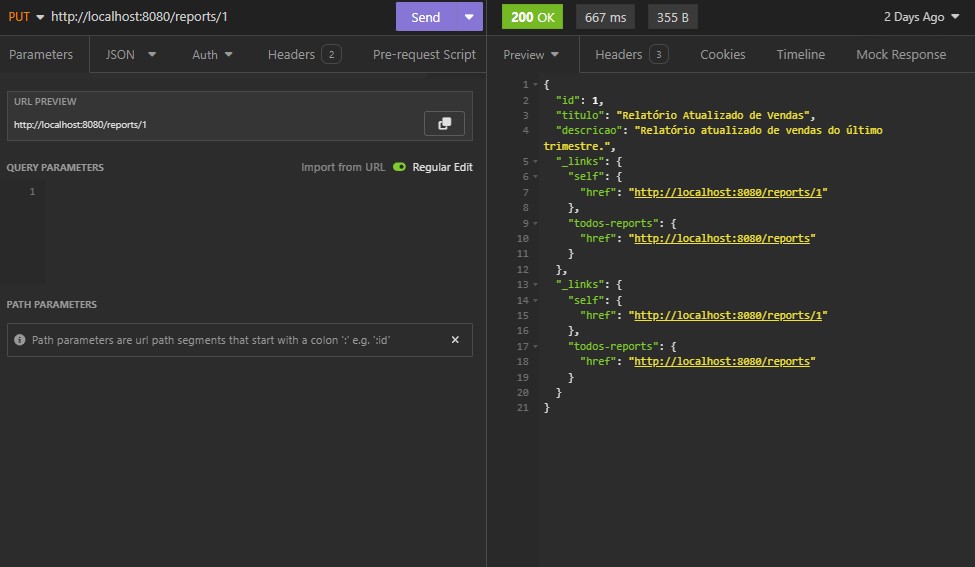 PUT http://localhost:8080/reports/1 Send
200 OK 667 ms 355 B 2 Days Ago
Parameters JSON Auth Headers 2 Pre-request Script
Preview Headers 3 Cookies Timeline Mock Response
URL PREVIEW
http://localhost:8080/reports/1
QUERY PARAMETERS Import from URL Regular Edit
1
PATH PARAMETERS
Path parameters are url path segments that start with a colon ':' e.g. ':id'
1 {
2 "id": 1,
3 "titulo": "Relatório Atualizado de Vendas",
4 "descricao": "Relatório atualizado de vendas do último
trimestre.",
5 "_links": {
6 "self": {
7 "href": "http://localhost:8080/reports/1"
8 },
9 "todos-reports": {
10 "href": "http://localhost:8080/reports"
11 }
12 },
13 "_links": {
14 "self": {
15 "href": "http://localhost:8080/reports/1"
16 },
17 "todos-reports": {
18 "href": "http://localhost:8080/reports"
19 }
20 }
21 }